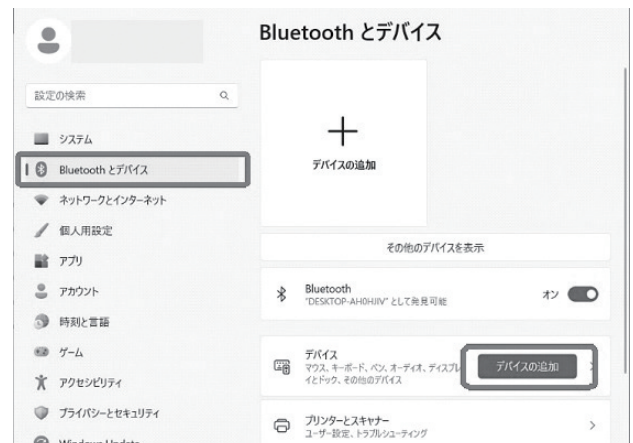 Bluetooth とデバイス
設定の検索
システム
Bluetooth とデバイス
ネットワークとインターネット
個人用設定
アプリ
アカウント
時刻と言語
ゲーム
アクセシビリティ
プライバシーとセキュリティ
Windows Update
デバイスの追加
その他のデバイスを表示
Bluetooth
"DESKTOP-AH0HJIV" として発見可能
オン
デバイス
マウス、キーボード、ペン、オーディオ、ディスプレ
イとドック、その他のデバイス
デバイスの追加
プリンターとスキャナー
ユーザー設定、トラブルシューティング